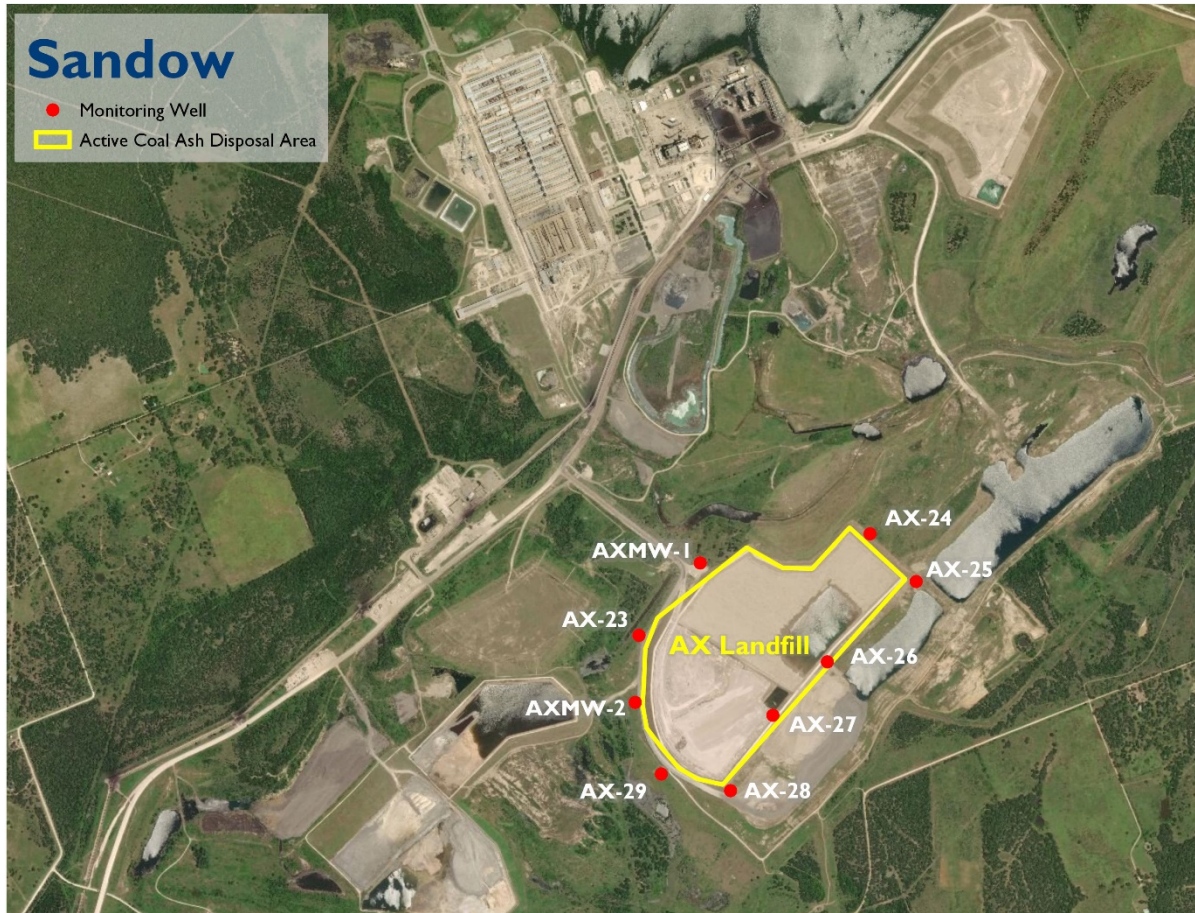 Sandow
Monitoring Well
Active Coal Ash Disposal Area
AX-24
AXMW-1
AX-25
AX-23
AX Landfill
AX-26
AXMW-2
AX-27
AX-29
AX-28